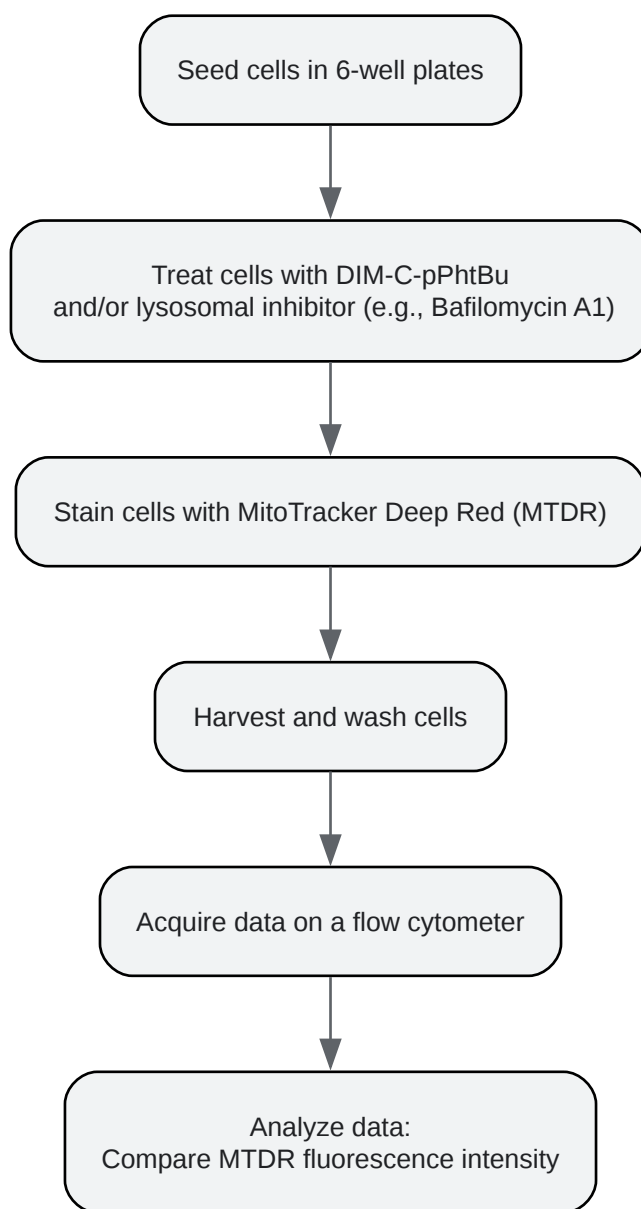 Seed cells in 6-well plates
Treat cells with DIM-C-pPhtBu
and/or lysosomal inhibitor (e.g., Bafilomycin A1)
Stain cells with MitoTracker Deep Red (MTDR)
Harvest and wash cells
Acquire data on a flow cytometer
Analyze data:
Compare MTDR fluorescence intensity